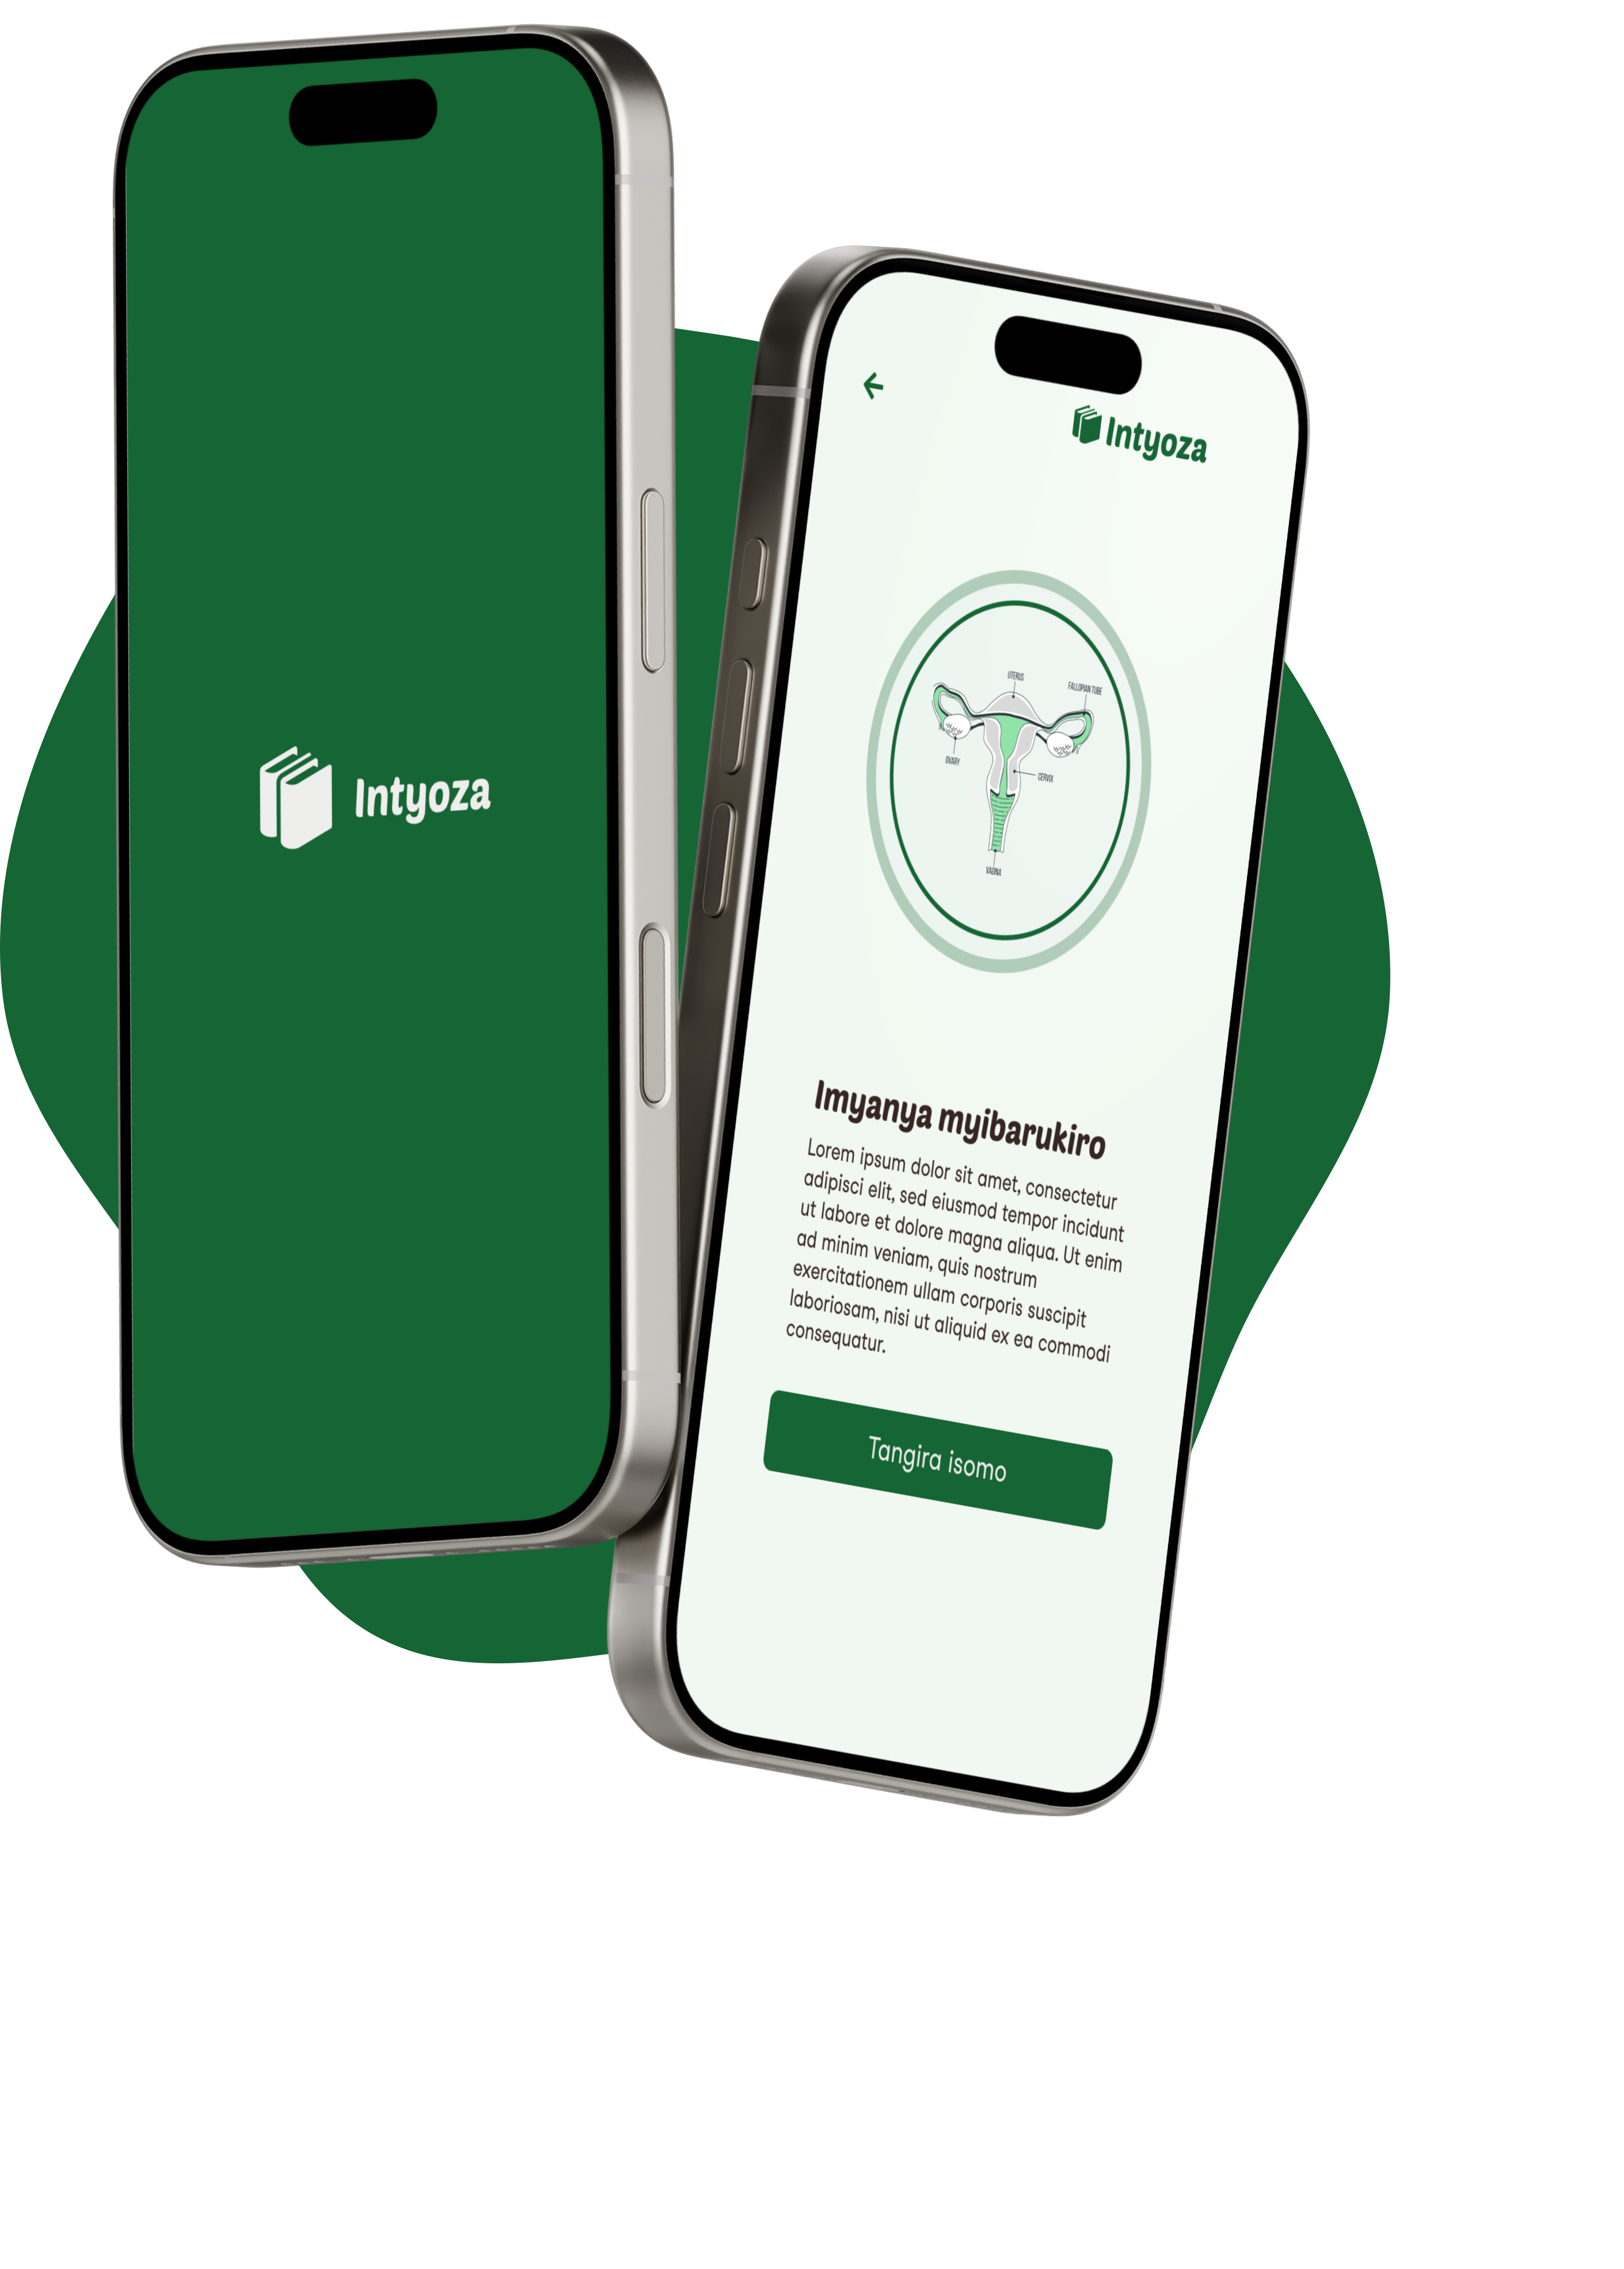 Intyoza
Intyoza
UTERUS
FALLOPIAN TUBE
OVARY
CERVIX
VAGINA
Imyanya myibarukiro
Lorem ipsum dolor sit amet, consectetur
adipisci elit, sed eiusmod tempor incidunt
ut labore et dolore magna aliqua. Ut enim
ad minim veniam, quis nostrum
exercitationem ullam corporis suscipit
laboriosam, nisi ut aliquid ex ea commodi
consequatur.
Tangira isomo